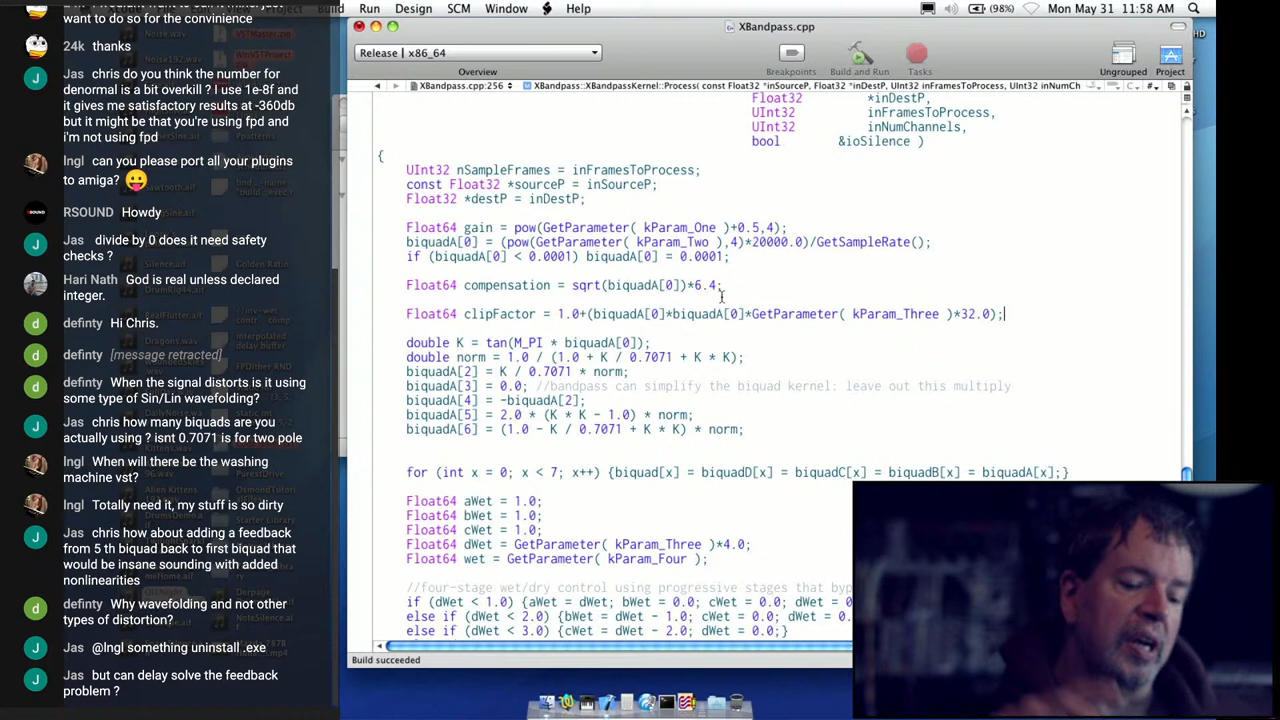 Run Design SCM Window Help (98%) Mon May 31 11:58 AM
just want to do so for the convinience
24k thanks
Jas chris do you think the number for
denormal is a bit overkill ? I use 1e-8f and
it gives me satisfactory results at -360db
but it might be that you're using fpd and
i'm not using fpd
lngl can you please port all your plugins
to amiga?
RSOUND Howdy
Jas divide by 0 does it need safety
checks ?
Hari Nath God is real unless declared
integer.
definty Hi Chris.
definty [message retracted]
definty When the signal distorts is it using
some type of Sin/Lin wavefolding?
Jas chris how many biquads are you
actually using ? isnt 0.7071 is for two pole
lngl When will there be the washing
machine vst?
lngl Totally need it, my stuff is so dirty
Jas chris how about adding a feedback
from 5 th biquad back to first biquad that
would be insane sounding with added
nonlinearities
definty Why wavefolding and not other
types of distortion?
Jas @lngl something uninstall .exe
Jas but can delay solve the feedback
problem ?
XBandpass.cpp
Release | x86_64
Overview Breakpoints Build and Run Tasks Ungrouped Project
XBandpass.cpp:256 XBandpass::XBandpassKernel::Process( const Float32 *inSourceP, Float32 *inDestP, UInt32 inFramesToProcess, UInt32 inNumCh
Float32 *inDestP,
UInt32 inFramesToProcess,
UInt32 inNumChannels,
bool &ioSilence )
{
UInt32 nSampleFrames = inFramesToProcess;
const Float32 *sourceP = inSourceP;
Float32 *destP = inDestP;
Float64 gain = pow(GetParameter( kParam_One )+0.5,4);
biquadA[0] = (pow(GetParameter( kParam_Two ),4)*20000.0)/GetSampleRate();
if (biquadA[0] < 0.0001) biquadA[0] = 0.0001;
Float64 compensation = sqrt(biquadA[0])*6.4;
Float64 clipFactor = 1.0+(biquadA[0]*biquadA[0]*GetParameter( kParam_Three )*32.0);
double K = tan(M_PI * biquadA[0]);
double norm = 1.0 / (1.0 + K / 0.7071 + K * K);
biquadA[2] = K / 0.7071 * norm;
biquadA[3] = 0.0; //bandpass can simplify the biquad kernel: leave out this multiply
biquadA[4] = -biquadA[2];
biquadA[5] = 2.0 * (K * K - 1.0) * norm;
biquadA[6] = (1.0 - K / 0.7071 + K * K) * norm;
for (int x = 0; x < 7; x++) {biquad[x] = biquadD[x] = biquadC[x] = biquadB[x] = biquadA[x];}
Float64 aWet = 1.0;
Float64 bWet = 1.0;
Float64 cWet = 1.0;
Float64 dWet = GetParameter( kParam_Three )*4.0;
Float64 wet = GetParameter( kParam_Four );
//four-stage wet/dry control using progressive stages that byp
if (dWet < 1.0) {aWet = dWet; bWet = 0.0; cWet = 0.0; dWet = 0.
else if (dWet < 2.0) {bWet = dWet - 1.0; cWet = 0.0; dWet = 0.
else if (dWet < 3.0) {cWet = dWet - 2.0; dWet = 0.0;}
Build succeeded